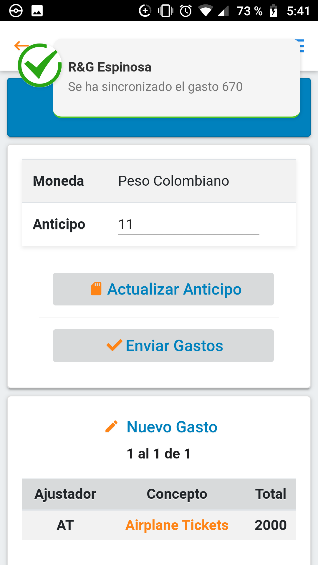 73 % 5:41
R&G Espinosa
Se ha sincronizado el gasto 670
Moneda Peso Colombiano
Anticipo 11
Actualizar Anticipo
Enviar Gastos
Nuevo Gasto
1 al 1 de 1
Ajustador Concepto Total
AT Airplane Tickets 2000